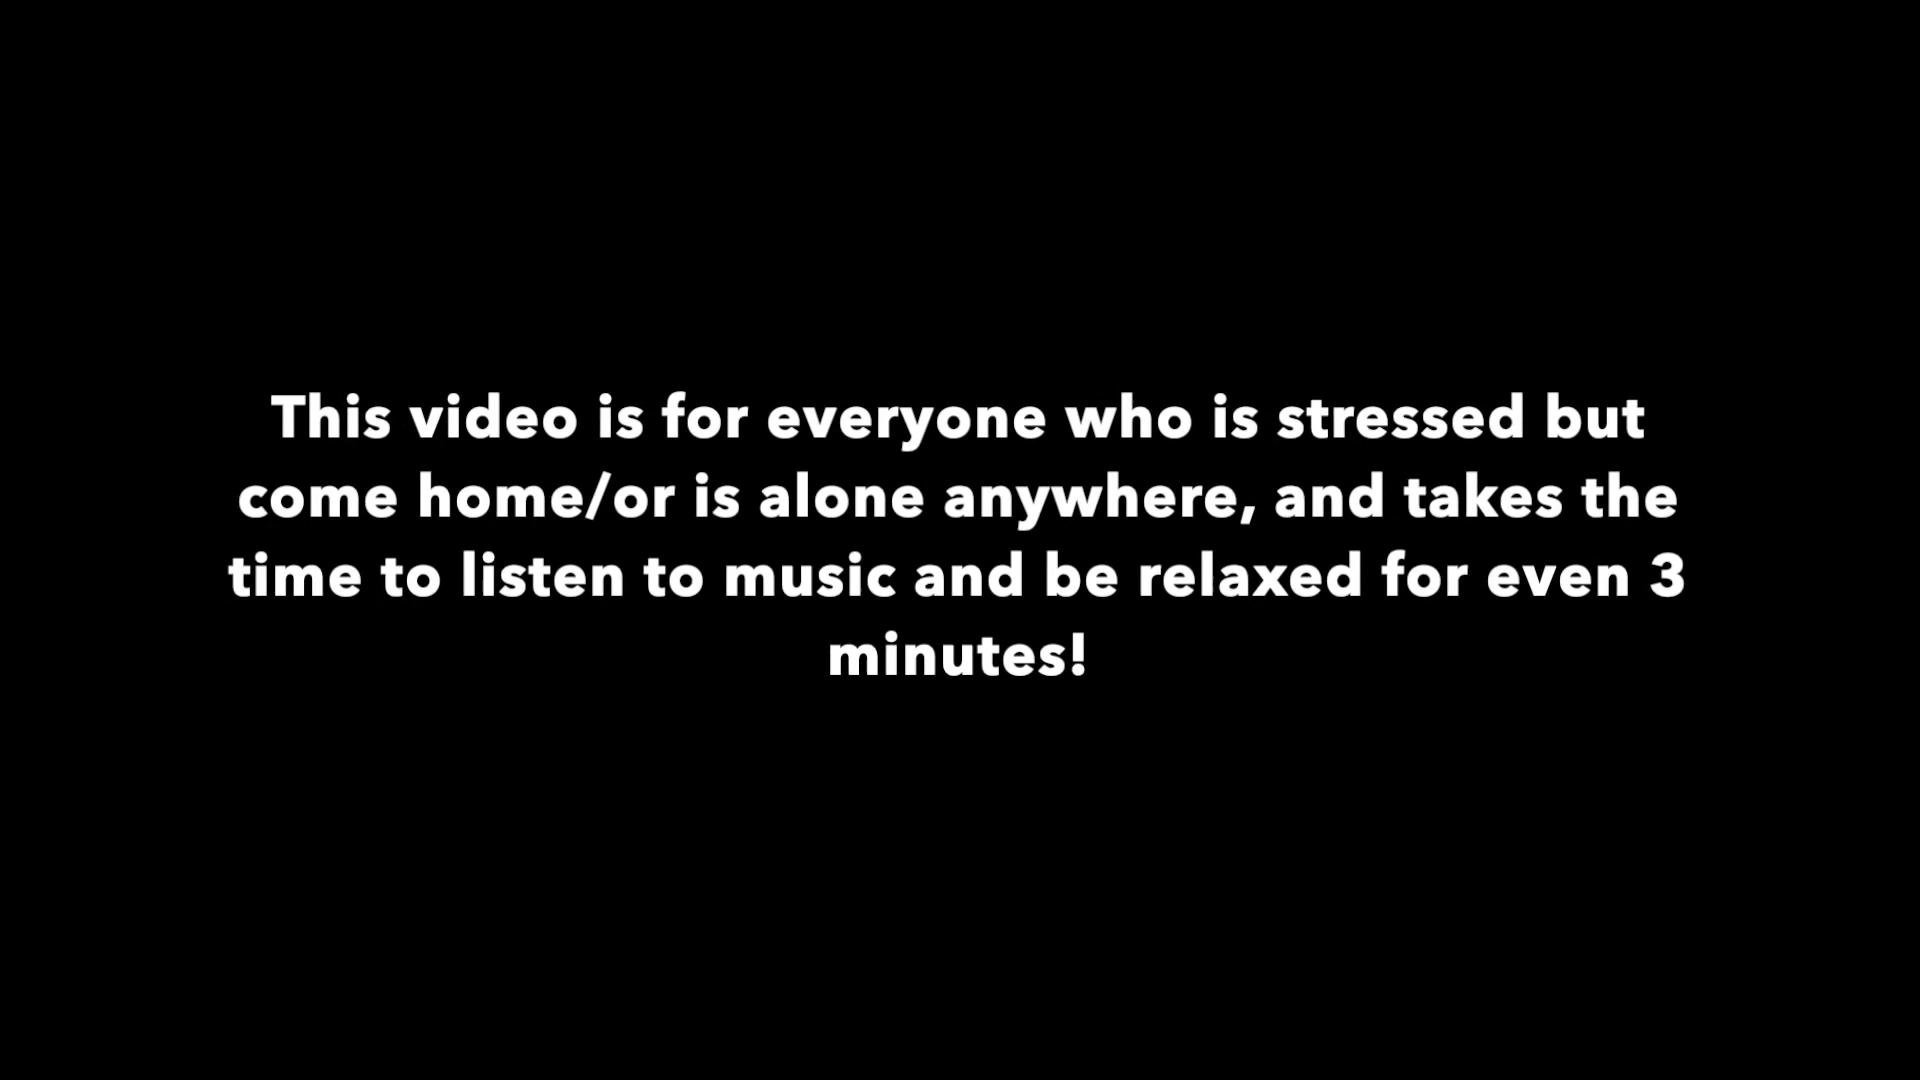 This video is for everyone who is stressed but
come home/or is alone anywhere, and takes the
time to listen to music and be relaxed for even 3
minutes!